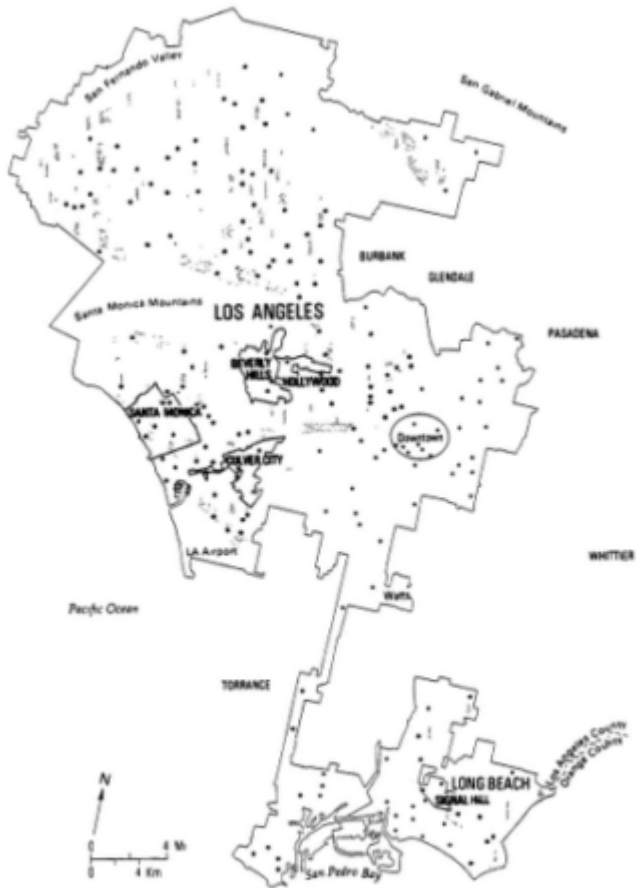 San Fernando Valley
San Gabriel Mountains
BURBANK
GLENDALE
Santa Monica Mountains
LOS ANGELES
PASADENA
BEVERLY
HILLS
HOLLYWOOD
SANTA MONICA
Downtown
CULVER CITY
LA Airport
WHITTIER
Watts
Pacific Ocean
TORRANCE
Los Angeles County
Orange County
N
LONG BEACH
SIGNAL HILL
0 4 Mi
0 4 Km
San Pedro Bay